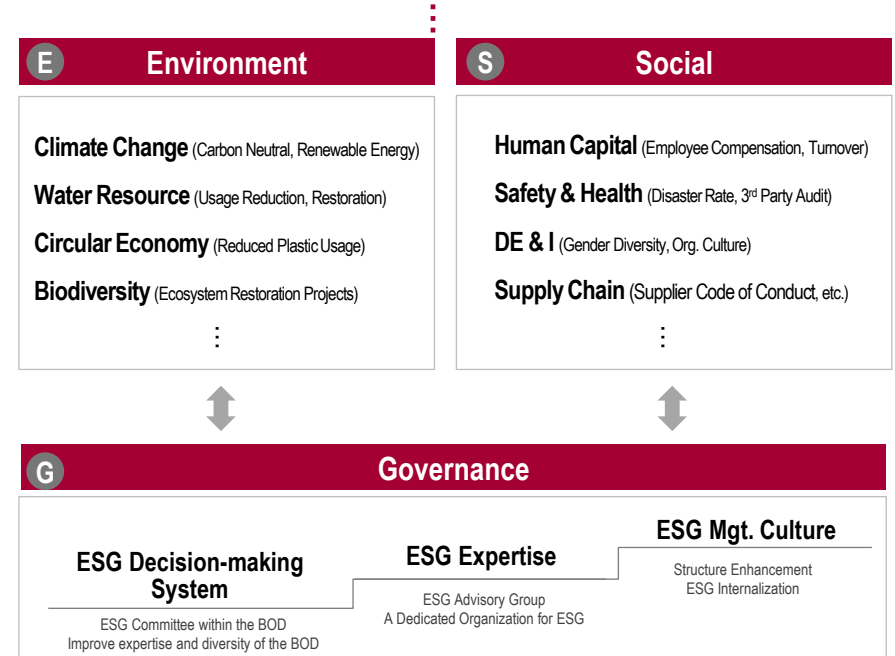 E Environment
Climate Change (Carbon Neutral, Renewable Energy)
Water Resource (Usage Reduction, Restoration)
Circular Economy (Reduced Plastic Usage)
Biodiversity (Ecosystem Restoration Projects)
⋮
S Social
Human Capital (Employee Compensation, Turnover)
Safety & Health (Disaster Rate, 3rd Party Audit)
DE & I (Gender Diversity, Org. Culture)
Supply Chain (Supplier Code of Conduct, etc.)
⋮
G Governance
ESG Decision-making
System
ESG Committee within the BOD
Improve expertise and diversity of the BOD
ESG Expertise
ESG Advisory Group
A Dedicated Organization for ESG
ESG Mgt. Culture
Structure Enhancement
ESG Internalization